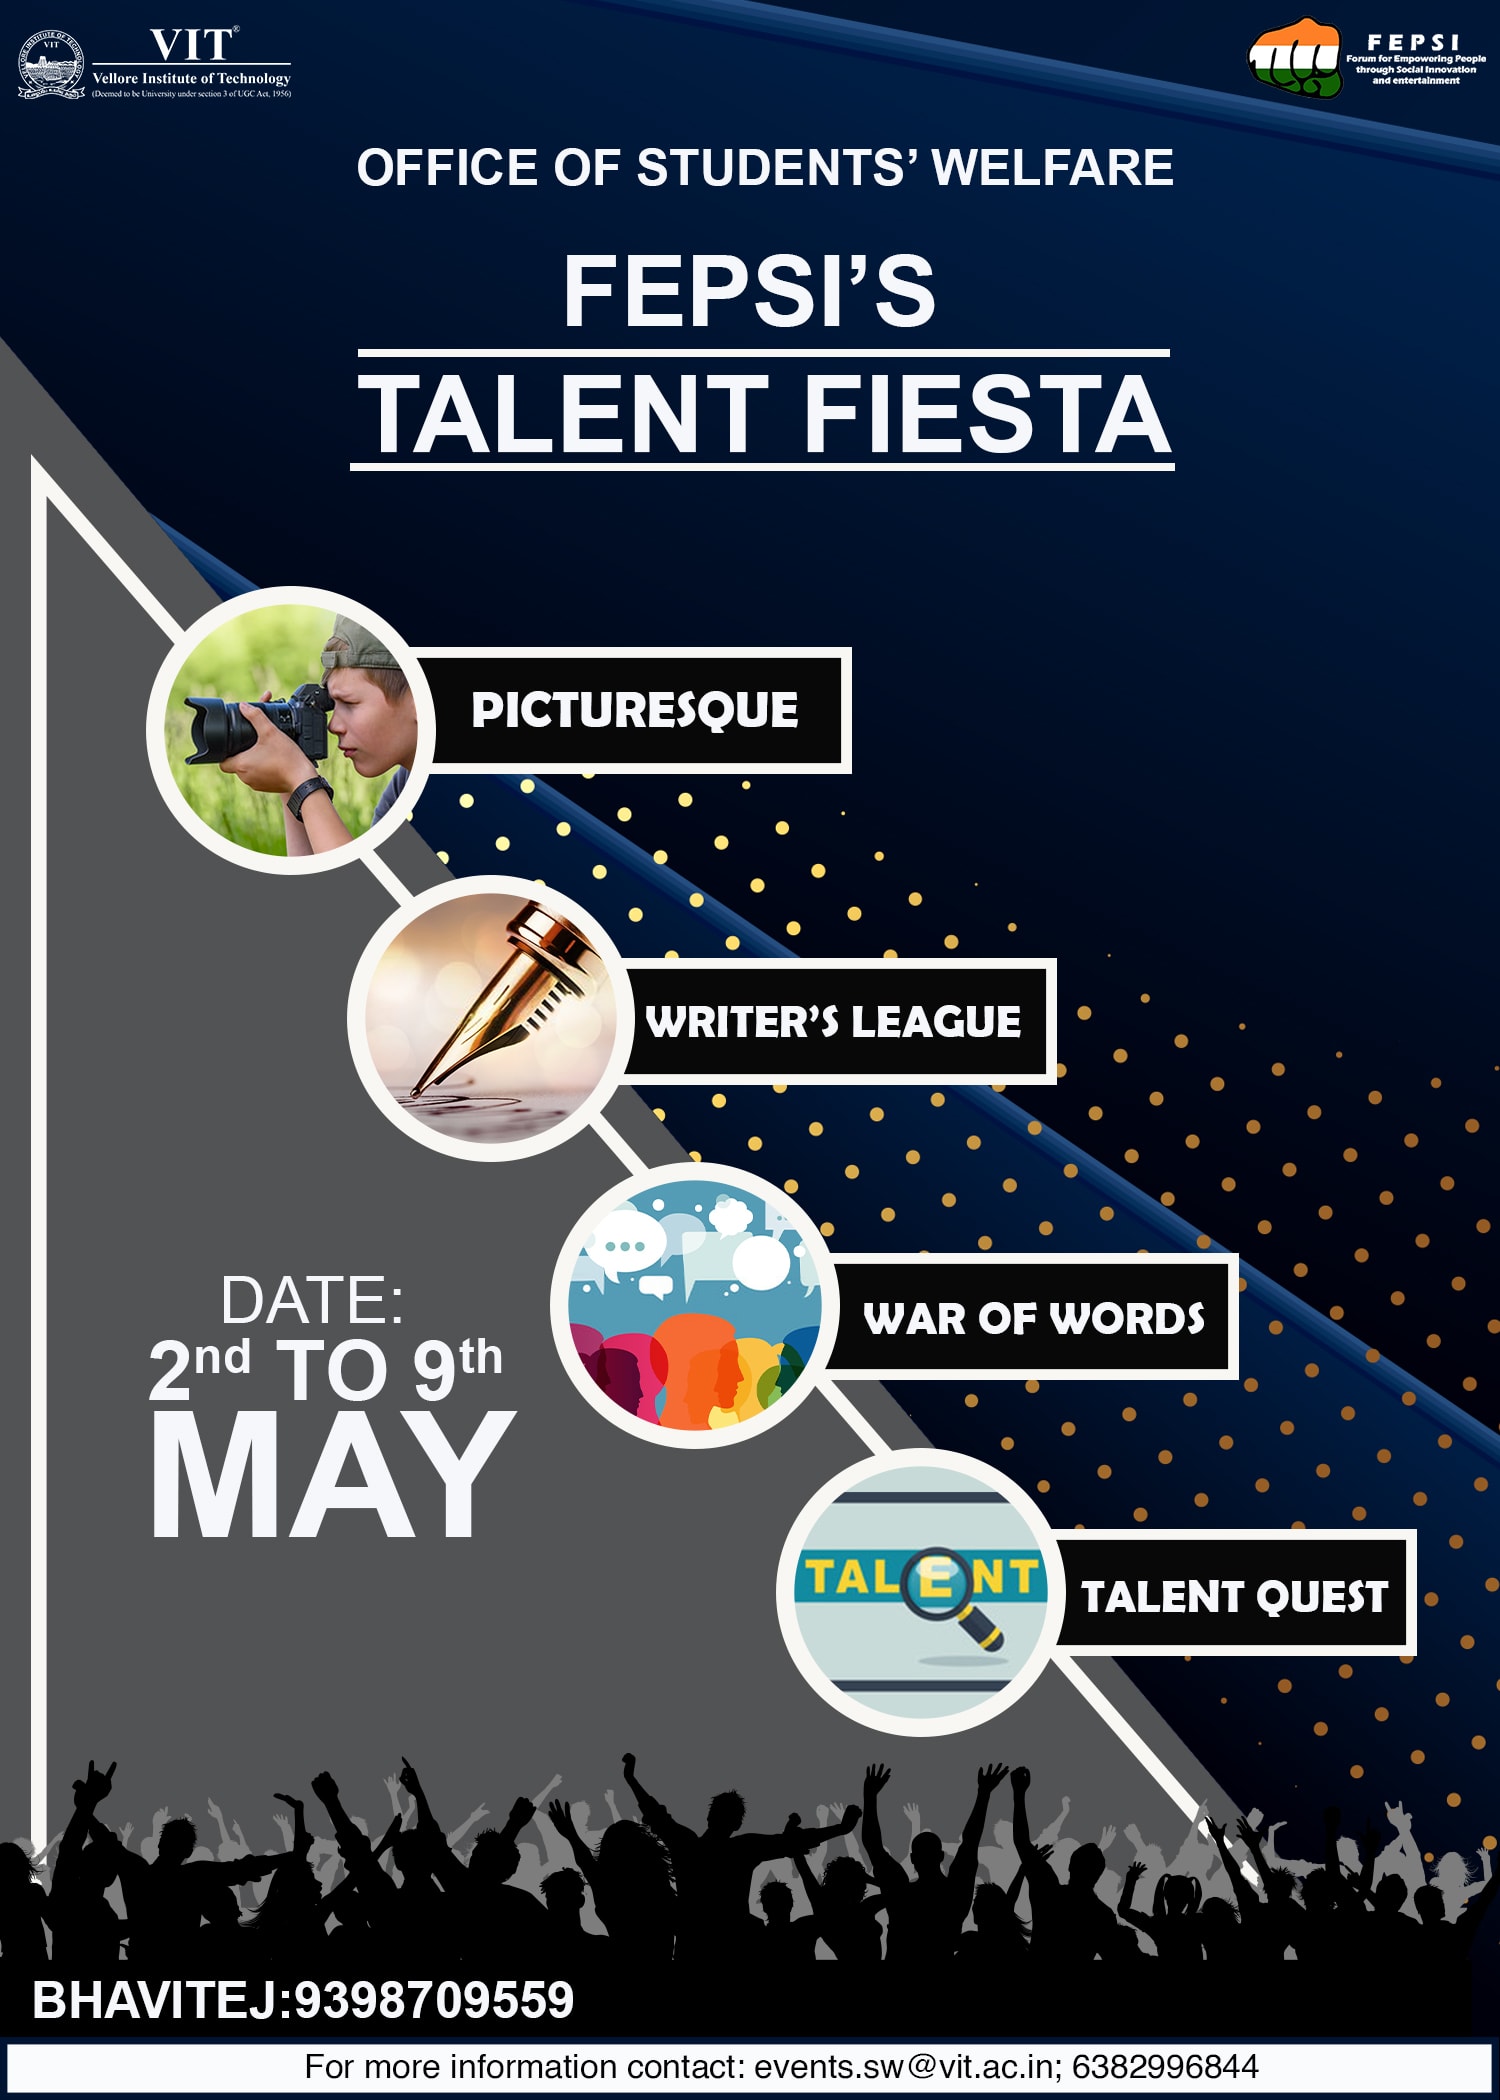 VIT®
Vellore Institute of Technology
(Deemed to be University under section 3 of UGC Act, 1956)
VIT
FEPSI
Forum for Empowering People
through Social Innovation
and entertainment
OFFICE OF STUDENTS’ WELFARE
FEPSI’S
TALENT FIESTA
PICTURESQUE
WRITER’S LEAGUE
WAR OF WORDS
DATE:
2nd TO 9th
MAY
TALENT
TALENT QUEST
BHAVITEJ:9398709559
For more information contact: events.sw@vit.ac.in; 6382996844